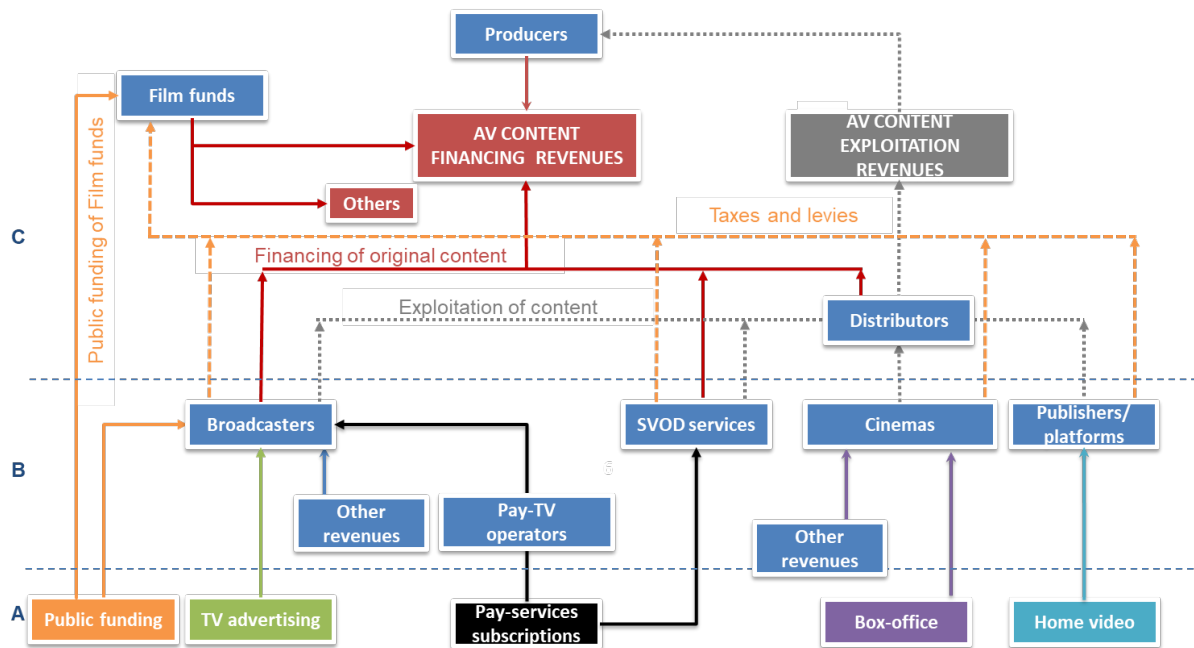 Producers
Film funds
AV CONTENT
FINANCING REVENUES
AV CONTENT
EXPLOITATION
REVENUES
Others
Public funding of Film funds
Taxes and levies
C
Financing of original content
Exploitation of content
Distributors
Broadcasters
SVOD services
Cinemas
Publishers/
platforms
B
Other
revenues
Pay-TV
operators
Other
revenues
A
Public funding
TV advertising
Pay-services
subscriptions
Box-office
Home video